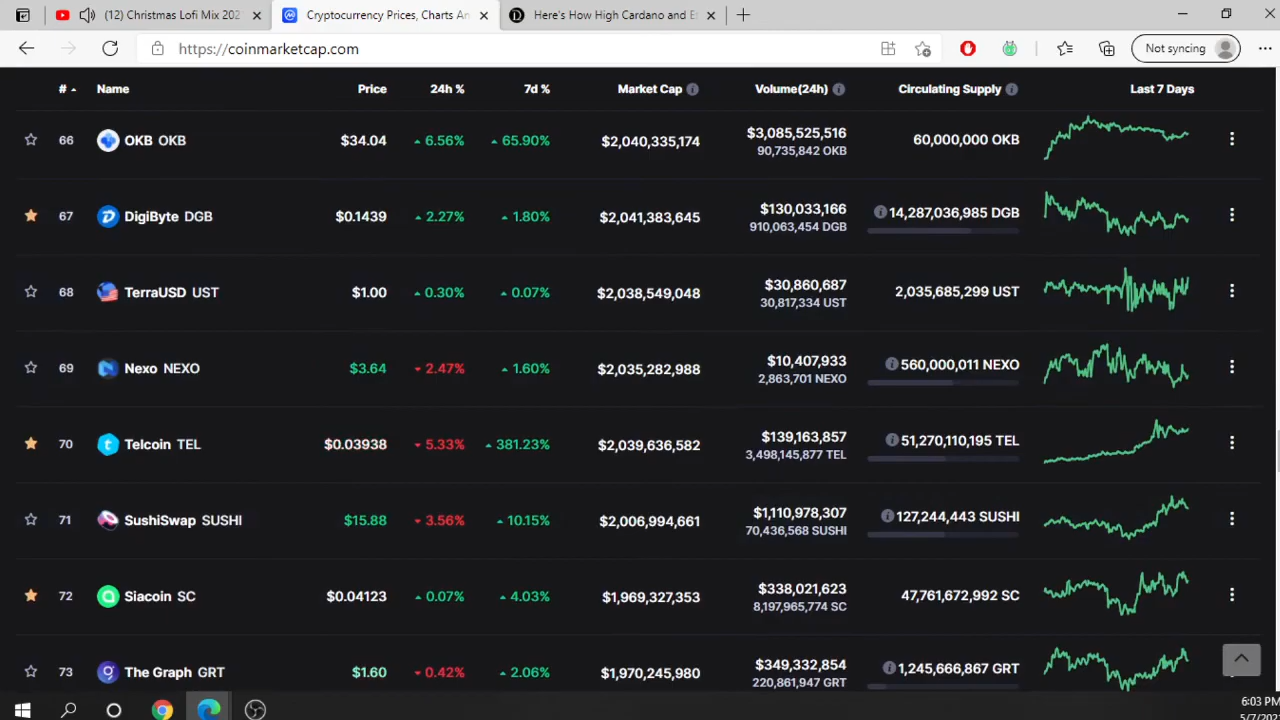 (12) Christmas Lofi Mix 202
Cryptocurrency Prices, Charts An
Here's How High Cardano and E
https://coinmarketcap.com
Not syncing
# Name Price 24h % 7d % Market Cap Volume(24h) Circulating Supply Last 7 Days
66 OKB OKB $34.04 6.56% 65.90% $2,040,335,174 $3,085,525,516 60,000,000 OKB
90,735,842 OKB
67 DigiByte DGB $0.1439 2.27% 1.80% $2,041,383,645 $130,033,166 14,287,036,985 DGB
910,063,454 DGB
68 TerraUSD UST $1.00 0.30% 0.07% $2,038,549,048 $30,860,687 2,035,685,299 UST
30,817,334 UST
69 Nexo NEXO $3.64 2.47% 1.60% $2,035,282,988 $10,407,933 560,000,011 NEXO
2,863,701 NEXO
70 Telcoin TEL $0.03938 5.33% 381.23% $2,039,636,582 $139,163,857 51,270,110,195 TEL
3,498,145,877 TEL
71 SushiSwap SUSHI $15.88 3.56% 10.15% $2,006,994,661 $1,110,978,307 127,244,443 SUSHI
70,436,568 SUSHI
72 Siacoin SC $0.04123 0.07% 4.03% $1,969,327,353 $338,021,623 47,761,672,992 SC
8,197,965,774 SC
73 The Graph GRT $1.60 0.42% 2.06% $1,970,245,980 $349,332,854 1,245,666,867 GRT
220,861,947 GRT
6:03 PM
5/7/202